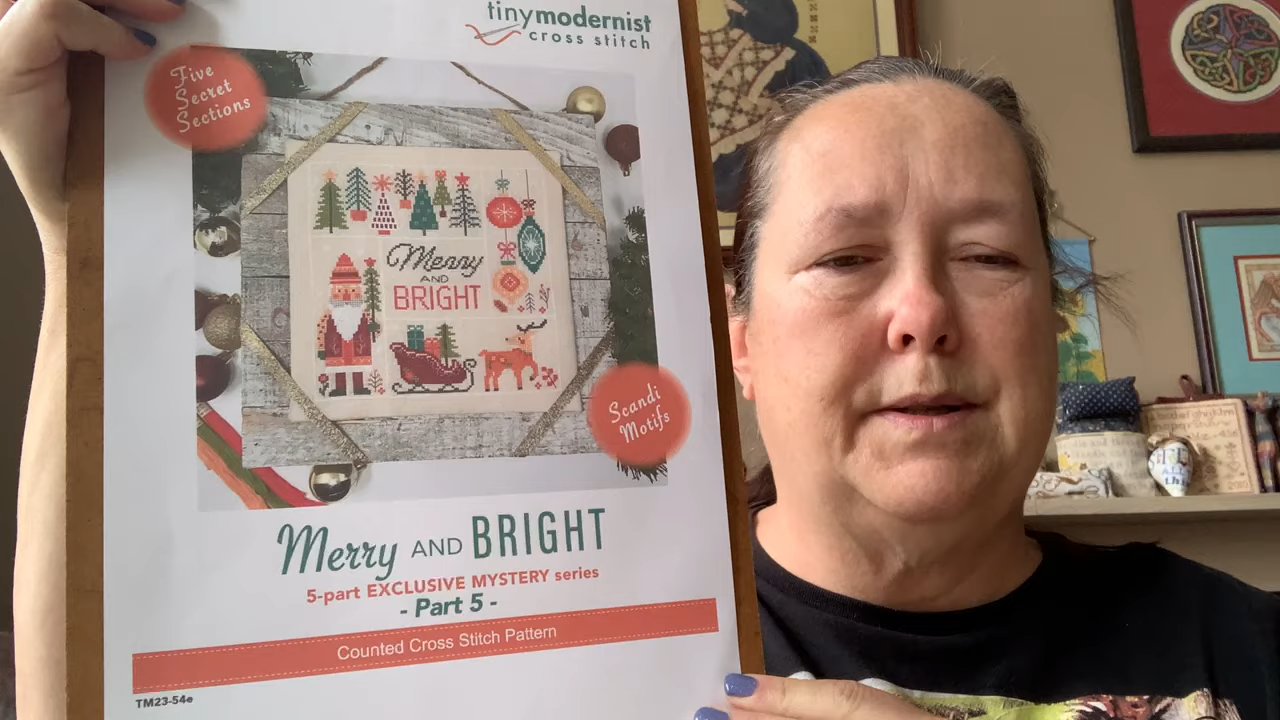 tinymodernist
cross stitch
Five
Secret
Sections
Merry
AND
BRIGHT
Scandi
Motifs
Merry AND BRIGHT
5-part EXCLUSIVE MYSTERY series
- Part 5 -
Counted Cross Stitch Pattern
TM23-54e